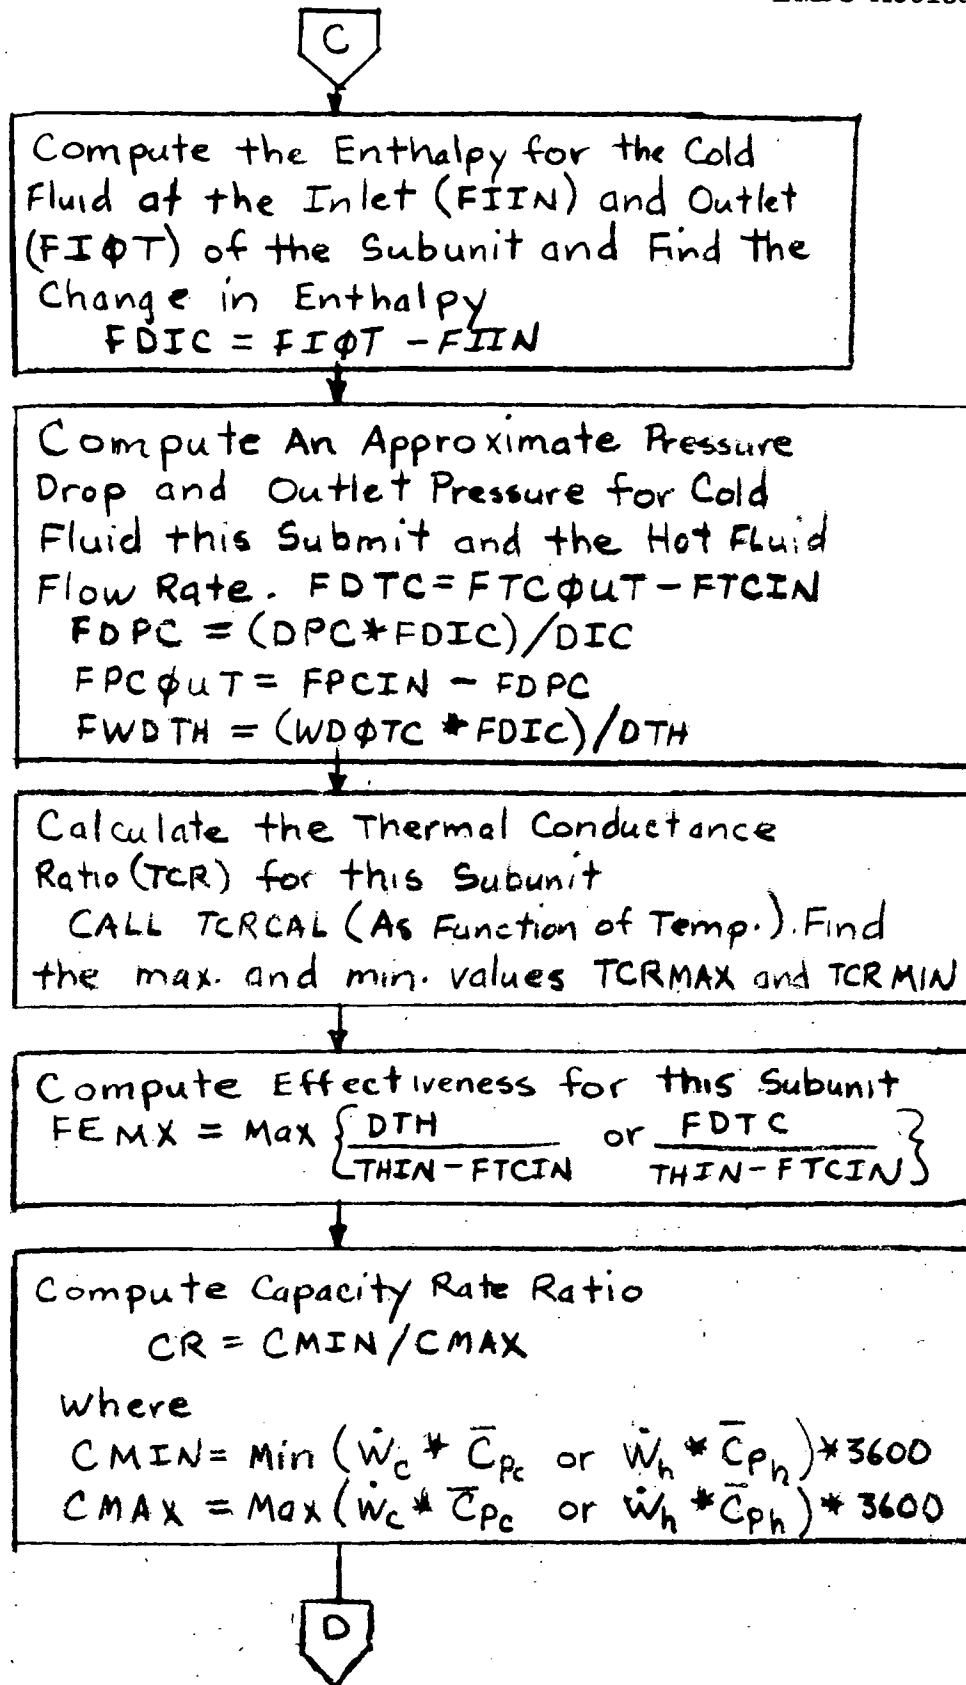 C
Compute the Enthalpy for the Cold
Fluid at the Inlet (FIIN) and Outlet
(FIφT) of the Subunit and Find the
Change in Enthalpy
FDIC = FIφT - FIIN
Compute An Approximate Pressure
Drop and Outlet Pressure for Cold
Fluid this Submit and the Hot Fluid
Flow Rate. FDTC = FTCφUT - FTCIN
FDPC = (DPC*FDIC)/DIC
FPCφUT = FPCIN - FDPC
FWDTH = (WDφTC * FDIC)/DTH
Calculate the Thermal Conductance
Ratio (TCR) for this Subunit
CALL TCRCAL (As Function of Temp.). Find
the max. and min. values TCRMAX and TCRMIN
Compute Effectiveness for this Subunit
FEMX = Max {DTH/(THIN-FTCIN) or FDTC/(THIN-FTCIN)}
Compute Capacity Rate Ratio
CR = CMIN/CMAX
where
CMIN = Min (Ẇc * C̄pc or Ẇh * C̄ph) * 3600
CMAX = Max (Ẇc * C̄pc or Ẇh * C̄ph) * 3600
D